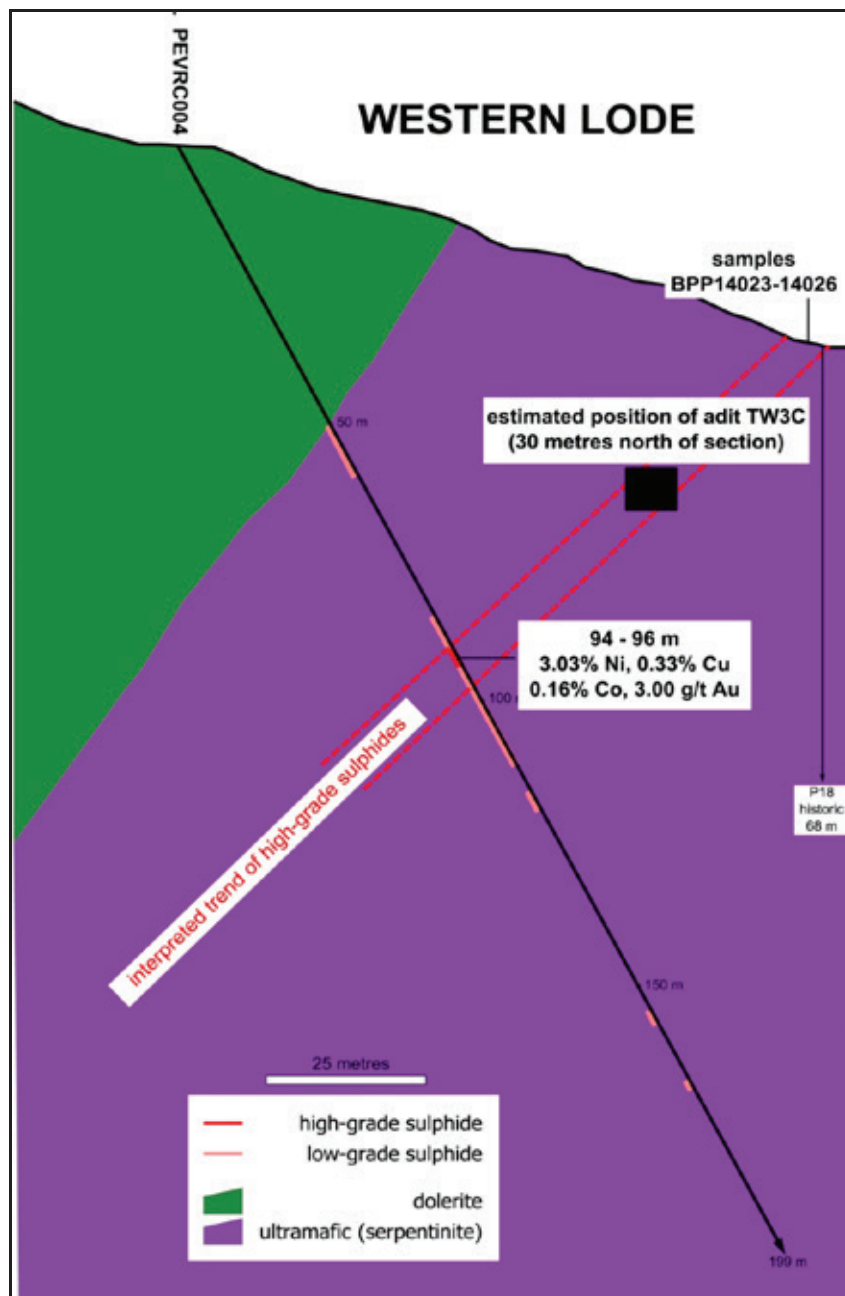 PEVRC004
WESTERN LODE
samples
BPP14023-14026
50 m
estimated position of adit TW3C
(30 metres north of section)
94 - 96 m
3.03% Ni, 0.33% Cu
0.16% Co, 3.00 g/t Au
100
P18
historic
68 m
interpreted trend of high-grade sulphides
150 m
25 metres
high-grade sulphide
low-grade sulphide
dolerite
ultramafic (serpentinite)
199 m